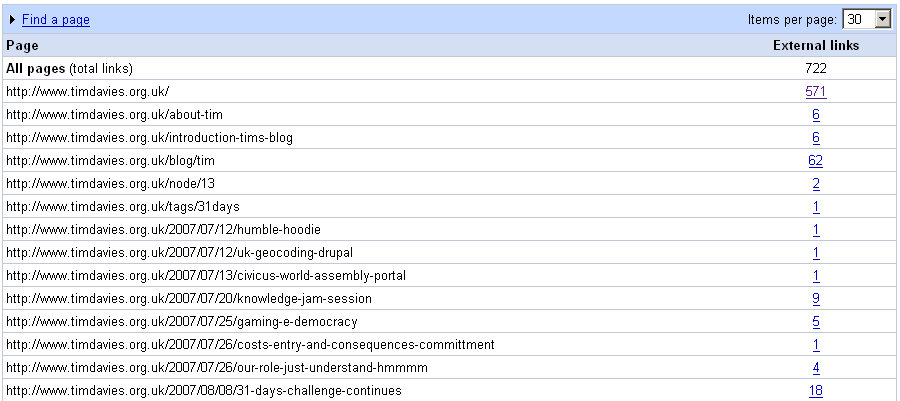 Find a page Items per page: 30
Page External links
All pages (total links) 722
http://www.timdavies.org.uk/ 571
http://www.timdavies.org.uk/about-tim 6
http://www.timdavies.org.uk/introduction-tims-blog 6
http://www.timdavies.org.uk/blog/tim 62
http://www.timdavies.org.uk/node/13 2
http://www.timdavies.org.uk/tags/31days 1
http://www.timdavies.org.uk/2007/07/12/humble-hoodie 1
http://www.timdavies.org.uk/2007/07/12/uk-geocoding-drupal 1
http://www.timdavies.org.uk/2007/07/13/civicus-world-assembly-portal 1
http://www.timdavies.org.uk/2007/07/20/knowledge-jam-session 9
http://www.timdavies.org.uk/2007/07/25/gaming-e-democracy 5
http://www.timdavies.org.uk/2007/07/26/costs-entry-and-consequences-committment 1
http://www.timdavies.org.uk/2007/07/26/our-role-just-understand-hmmmm 4
http://www.timdavies.org.uk/2007/08/08/31-days-challenge-continues 18